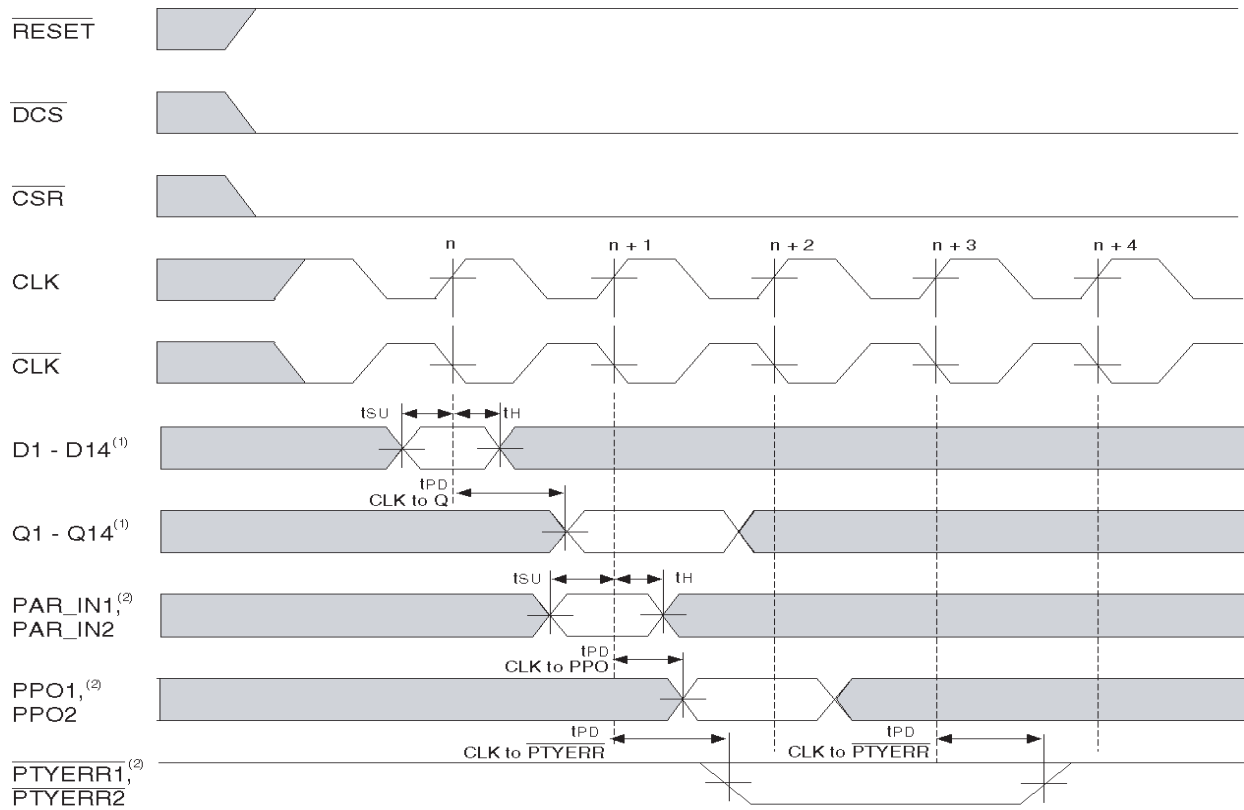 RESET
DCS
CSR
n n + 1 n + 2 n + 3 n + 4
CLK
CLK
tSU tH
D1 - D14(1)
tPD
CLK to Q
Q1 - Q14(1)
tSU tH
PAR_IN1,(2)
PAR_IN2
tPD
CLK to PPO
PPO1,(2)
PPO2
tPD tPD
CLK to PTYERR CLK to PTYERR
PTYERR1,(2)
PTYERR2